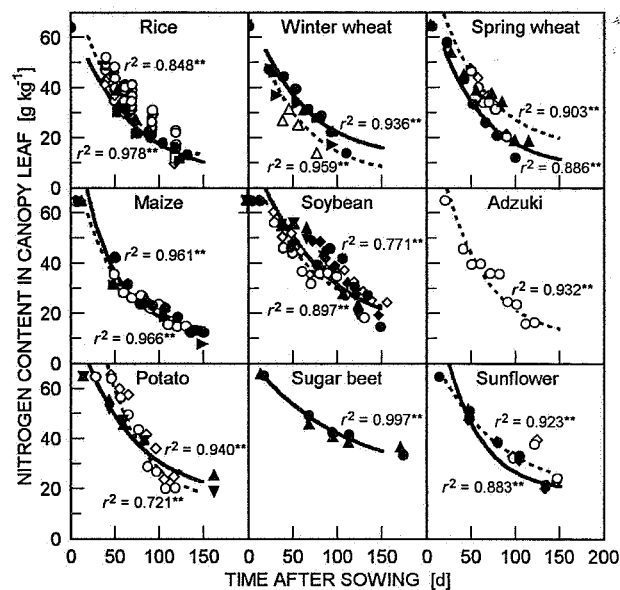 NITROGEN CONTENT IN CANOPY LEAF [g kg⁻¹]
Rice
Winter wheat
Spring wheat
60
40
20
0
r² = 0.848**
r² = 0.978**
r² = 0.936**
r² = 0.959**
r² = 0.903**
r² = 0.886**
Maize
Soybean
Adzuki
60
40
20
0
r² = 0.961**
r² = 0.966**
r² = 0.771**
r² = 0.897**
r² = 0.932**
Potato
Sugar beet
Sunflower
60
40
20
0
r² = 0.940**
r² = 0.721**
r² = 0.997**
r² = 0.923**
r² = 0.883**
0 50 100 150 0 50 100 150 0 50 100 150 200
TIME AFTER SOWING [d]